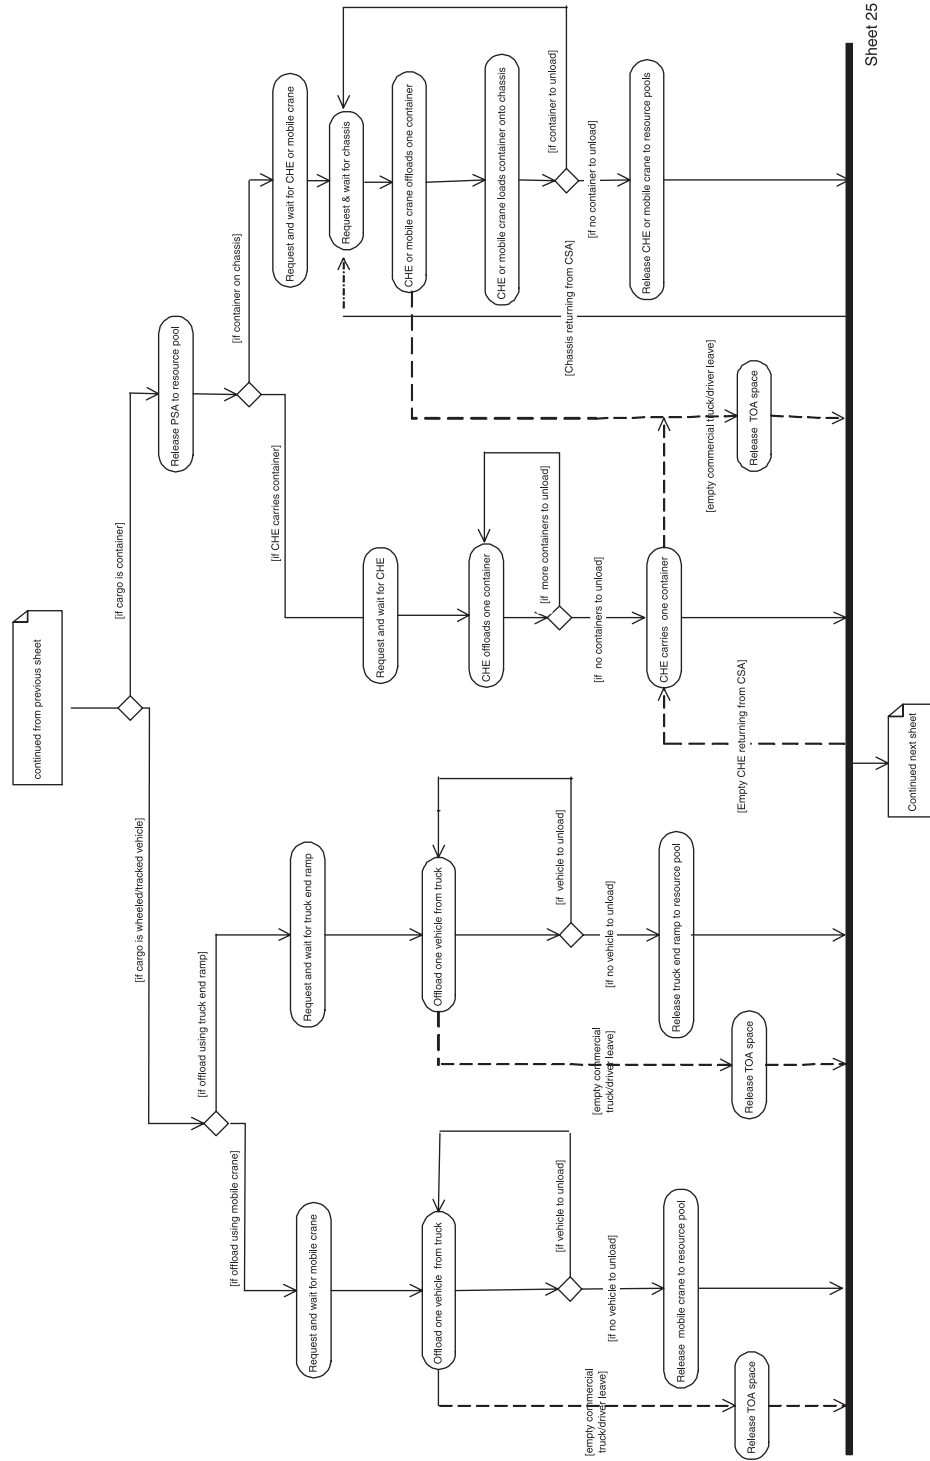 Sheet 25
continued from previous sheet
[if cargo is wheeled/tracked vehicle]
[if cargo is container]
[if offload using mobile crane]
[if offload using truck end ramp]
Release PSA to resource pool
[if CHE carries container]
[if container on chassis]
Request and wait for mobile crane
Request and wait for truck end ramp
Request and wait for CHE
Request and wait for CHE or mobile crane
Request & wait for chassis
Offload one vehicle from truck
Offload one vehicle from truck
CHE offloads one container
CHE or mobile crane offloads one container
CHE or mobile crane loads container onto chassis
[if vehicle to unload]
[if vehicle to unload]
[if more containers to unload]
[if container to unload]
[if no vehicle to unload]
[if no vehicle to unload]
[if no containers to unload]
[if no container to unload]
[empty commercial
truck/driver leave]
[empty commercial
truck/driver leave]
[Chassis returning from CSA]
Release mobile crane to resource pool
Release truck end ramp to resource pool
CHE carries one container
Release CHE or mobile crane to resource pools
[empty commercial truck/driver leave]
[Empty CHE returning from CSA]
Release TOA space
Release TOA space
Release TOA space
Continued next sheet